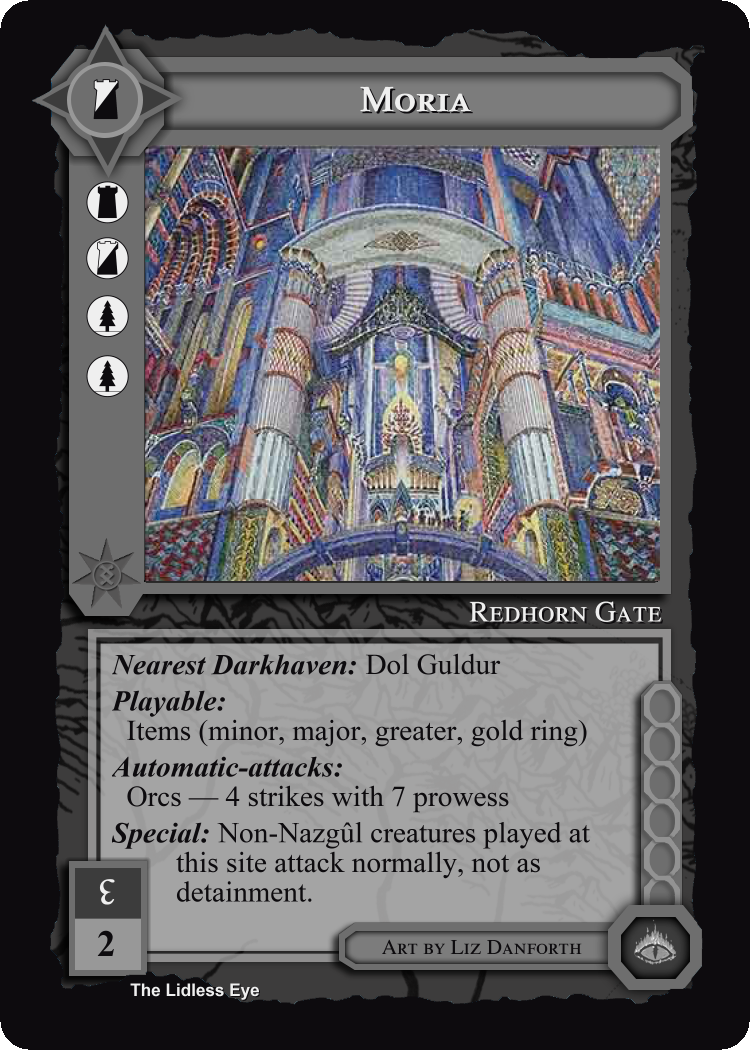 Moria
Redhorn Gate
Nearest Darkhaven: Dol Guldur
Playable:
Items (minor, major, greater, gold ring)
Automatic-attacks:
Orcs — 4 strikes with 7 prowess
Special: Non-Nazgûl creatures played at
this site attack normally, not as
detainment.
2
Art by Liz Danforth
The Lidless Eye